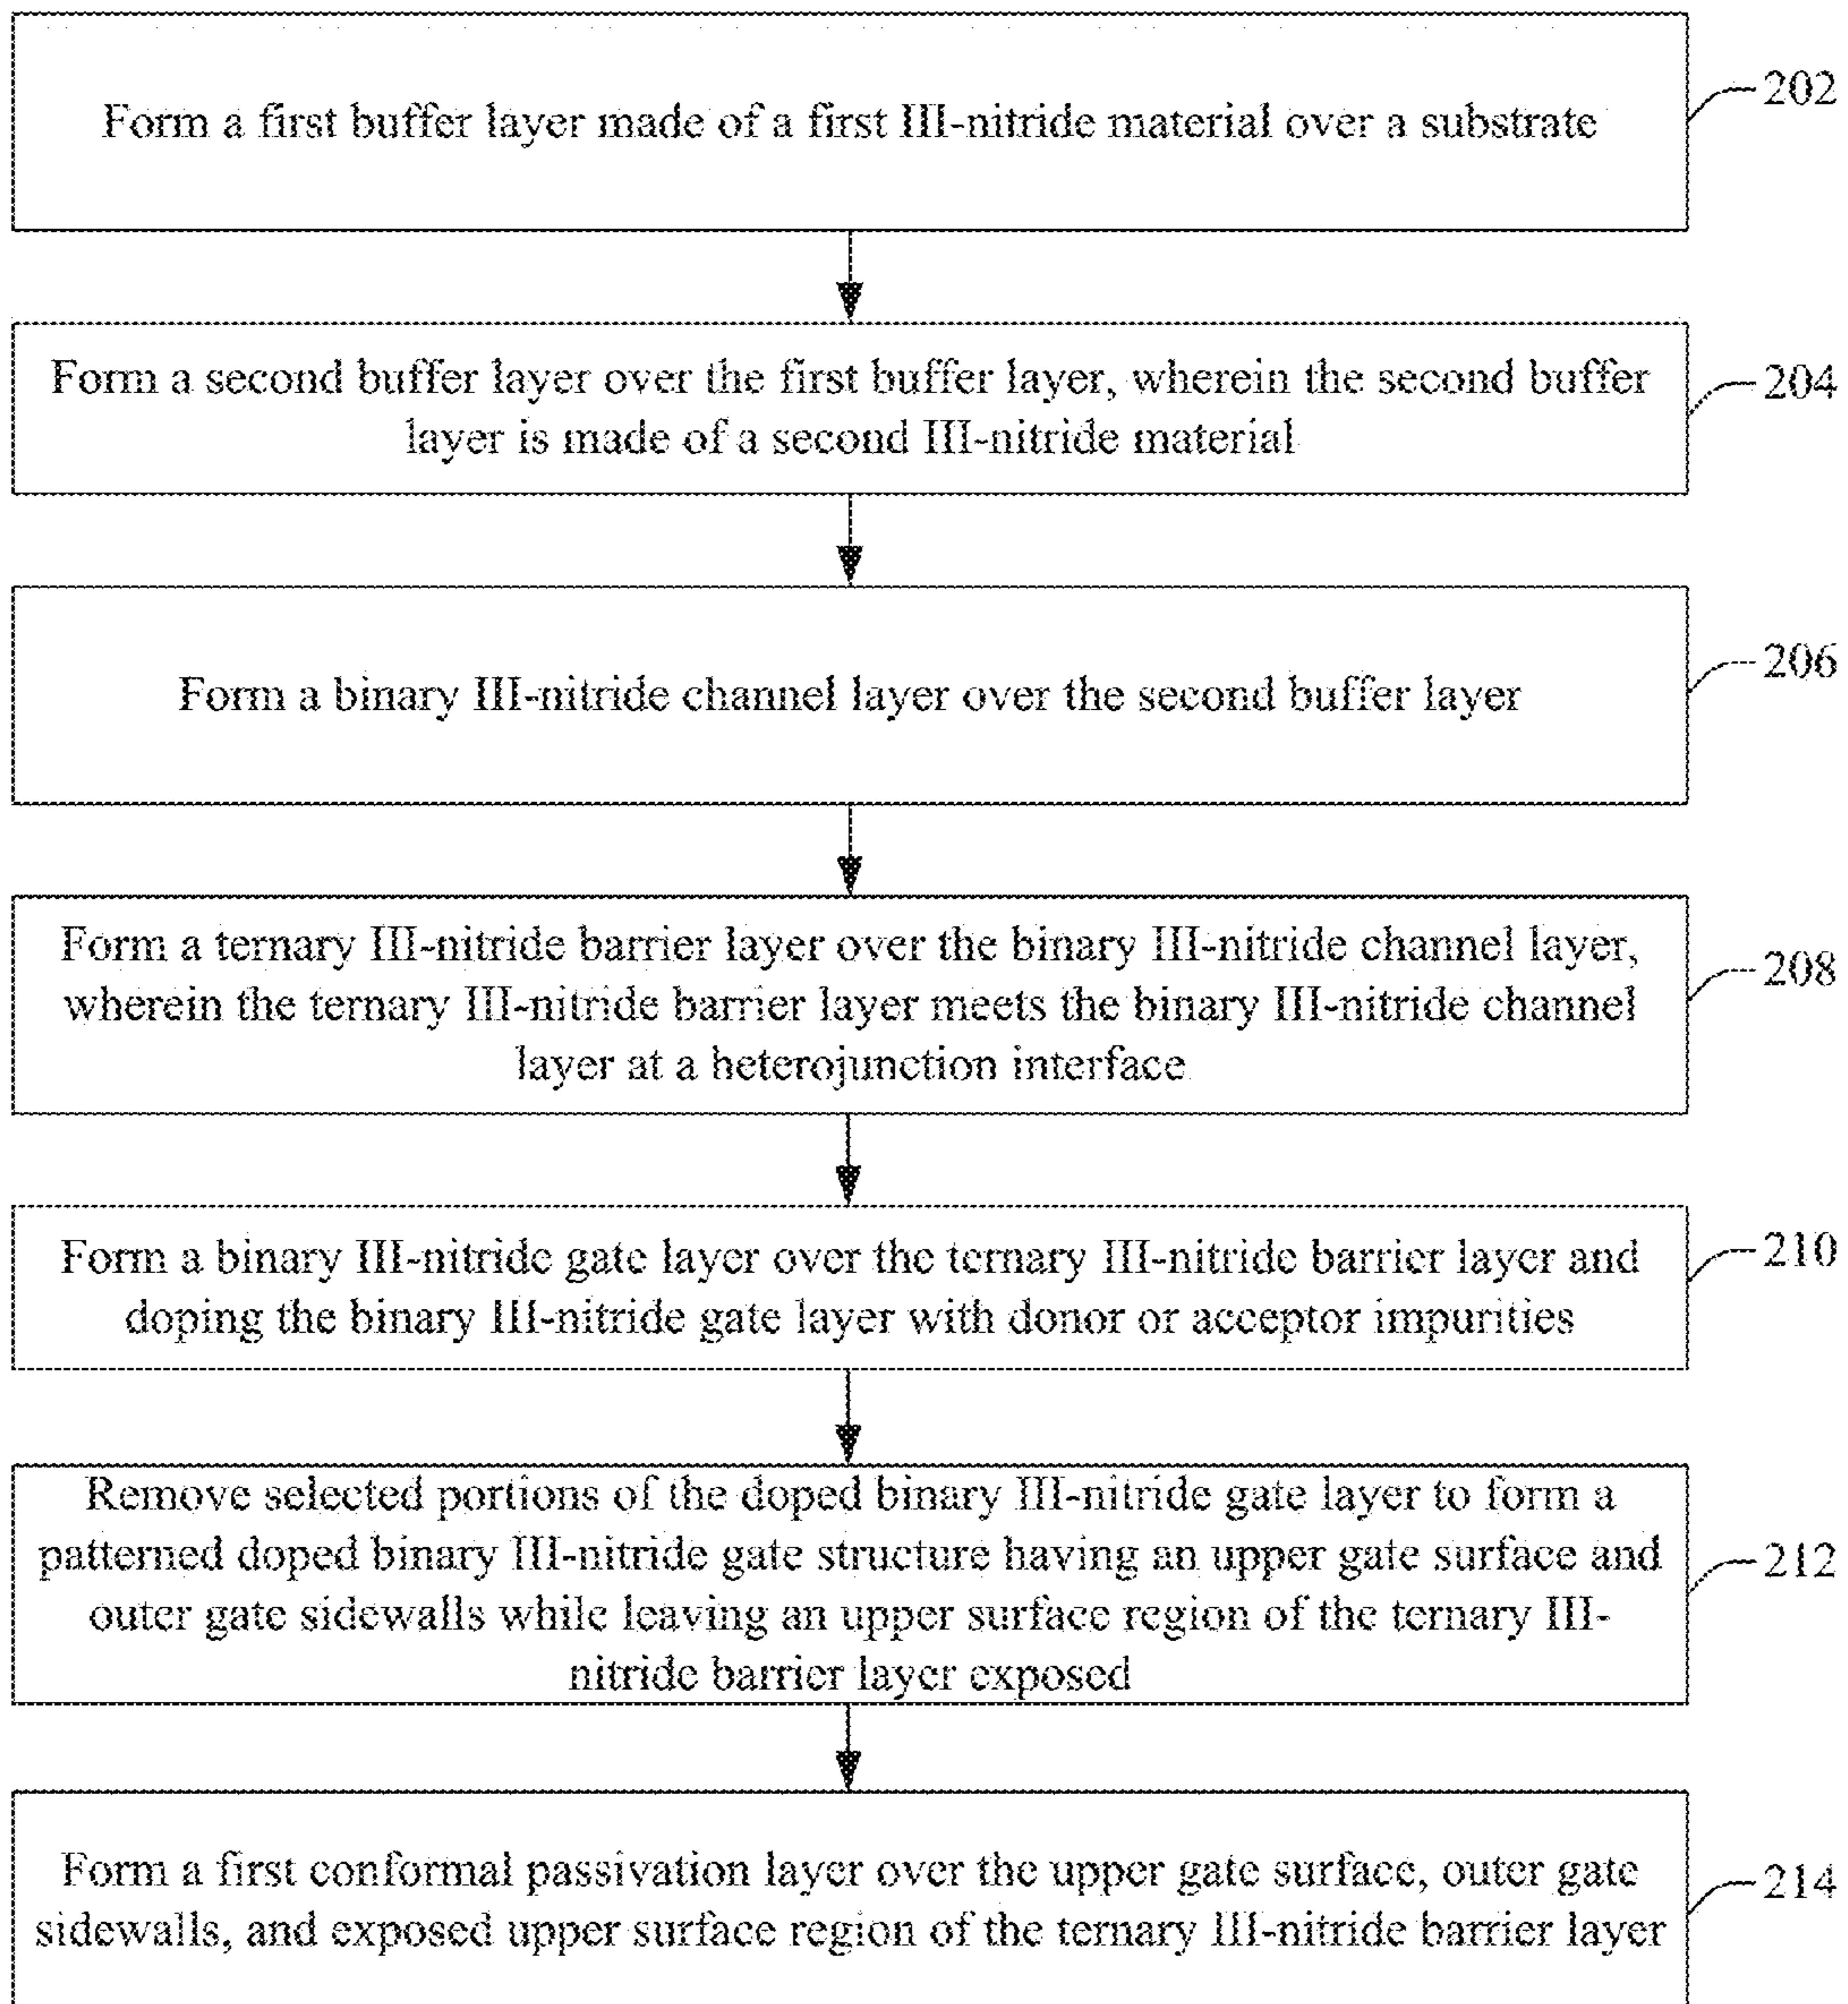 Form a first buffer layer made of a first III-nitride material over a substrate
202
Form a second buffer layer over the first buffer layer, wherein the second buffer
layer is made of a second III-nitride material
204
Form a binary III-nitride channel layer over the second buffer layer
206
Form a ternary III-nitride barrier layer over the binary III-nitride channel layer,
wherein the ternary III-nitride barrier layer meets the binary III-nitride channel
layer at a heterojunction interface
208
Form a binary III-nitride gate layer over the ternary III-nitride barrier layer and
doping the binary III-nitride gate layer with donor or acceptor impurities
210
Remove selected portions of the doped binary III-nitride gate layer to form a
patterned doped binary III-nitride gate structure having an upper gate surface and
outer gate sidewalls while leaving an upper surface region of the ternary III-
nitride barrier layer exposed
212
Form a first conformal passivation layer over the upper gate surface, outer gate
sidewalls, and exposed upper surface region of the ternary III-nitride barrier layer
214